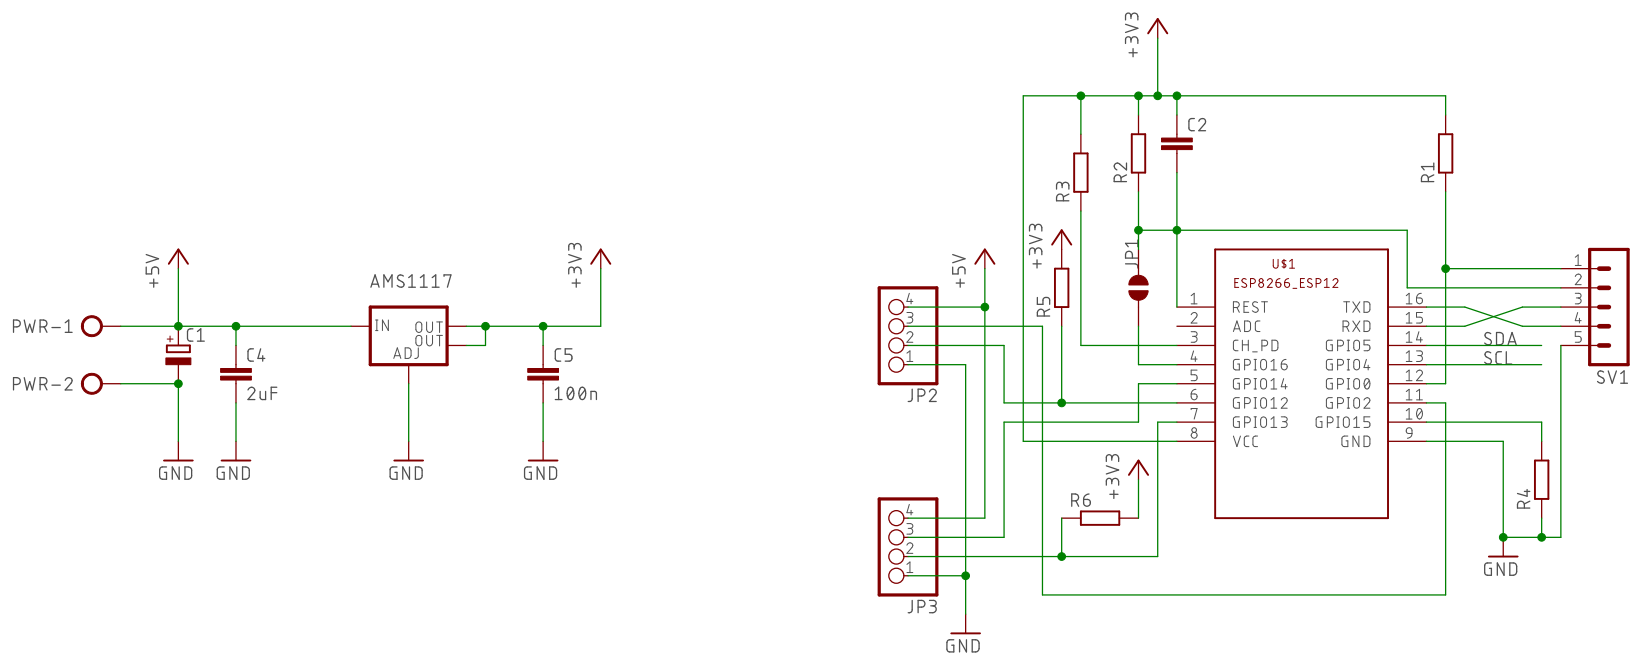 +5V
AMS1117
+3V3
PWR-1
IN
OUT
OUT
ADJ
+
C1
C4
2uF
C5
100n
PWR-2
GND
GND
GND
GND
+3V3
C2
R3
R2
R1
+3V3
JP1
R5
+5V
4
3
2
1
JP2
U$1
ESP8266_ESP12
1 REST
2 ADC
3 CH_PD
4 GPIO16
5 GPIO14
6 GPIO12
7 GPIO13
8 VCC
TXD 16
RXD 15
GPIO5 14
GPIO4 13
GPIO0 12
GPIO2 11
GPIO15 10
GND 9
SDA
SCL
1
2
3
4
5
SV1
+3V3
R6
R4
GND
4
3
2
1
JP3
GND